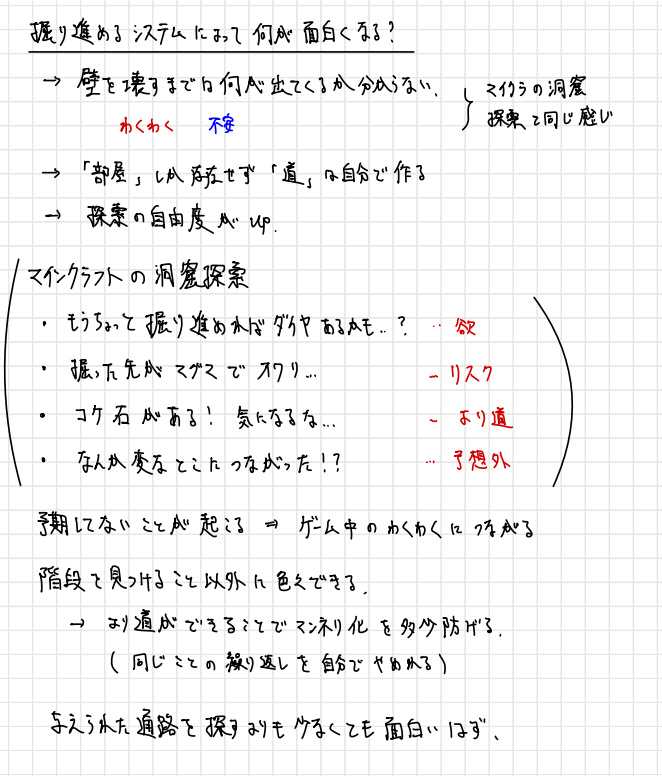 掘り進めるシステムによって何が面白くなる?
→ 壁を壊すまでは何が出てくるか分からない.
わくわく 不安
マイクラの洞窟
探索と同じ感じ
→ 「部屋」しか存在せず「道」は自分で作る
→ 探索の自由度がup.
マインクラフトの洞窟探索
・ もうちょっと掘り進めればダイヤあるかも..? ‥ 欲
・ 掘った先がマグマでオワリ... – リスク
・ コケ石がある! 気になるな... – より道
・ なんか変なとこにつながった!? … 予想外
予期してないことが起こる ⇒ ゲーム中のわくわくにつながる
階段を見つけること以外に色々できる.
→ より道ができることでマンネリ化を多少防げる.
(同じことの繰り返しを自分でやめれる)
与えられた通路を探すよりも少なくても面白いはず.